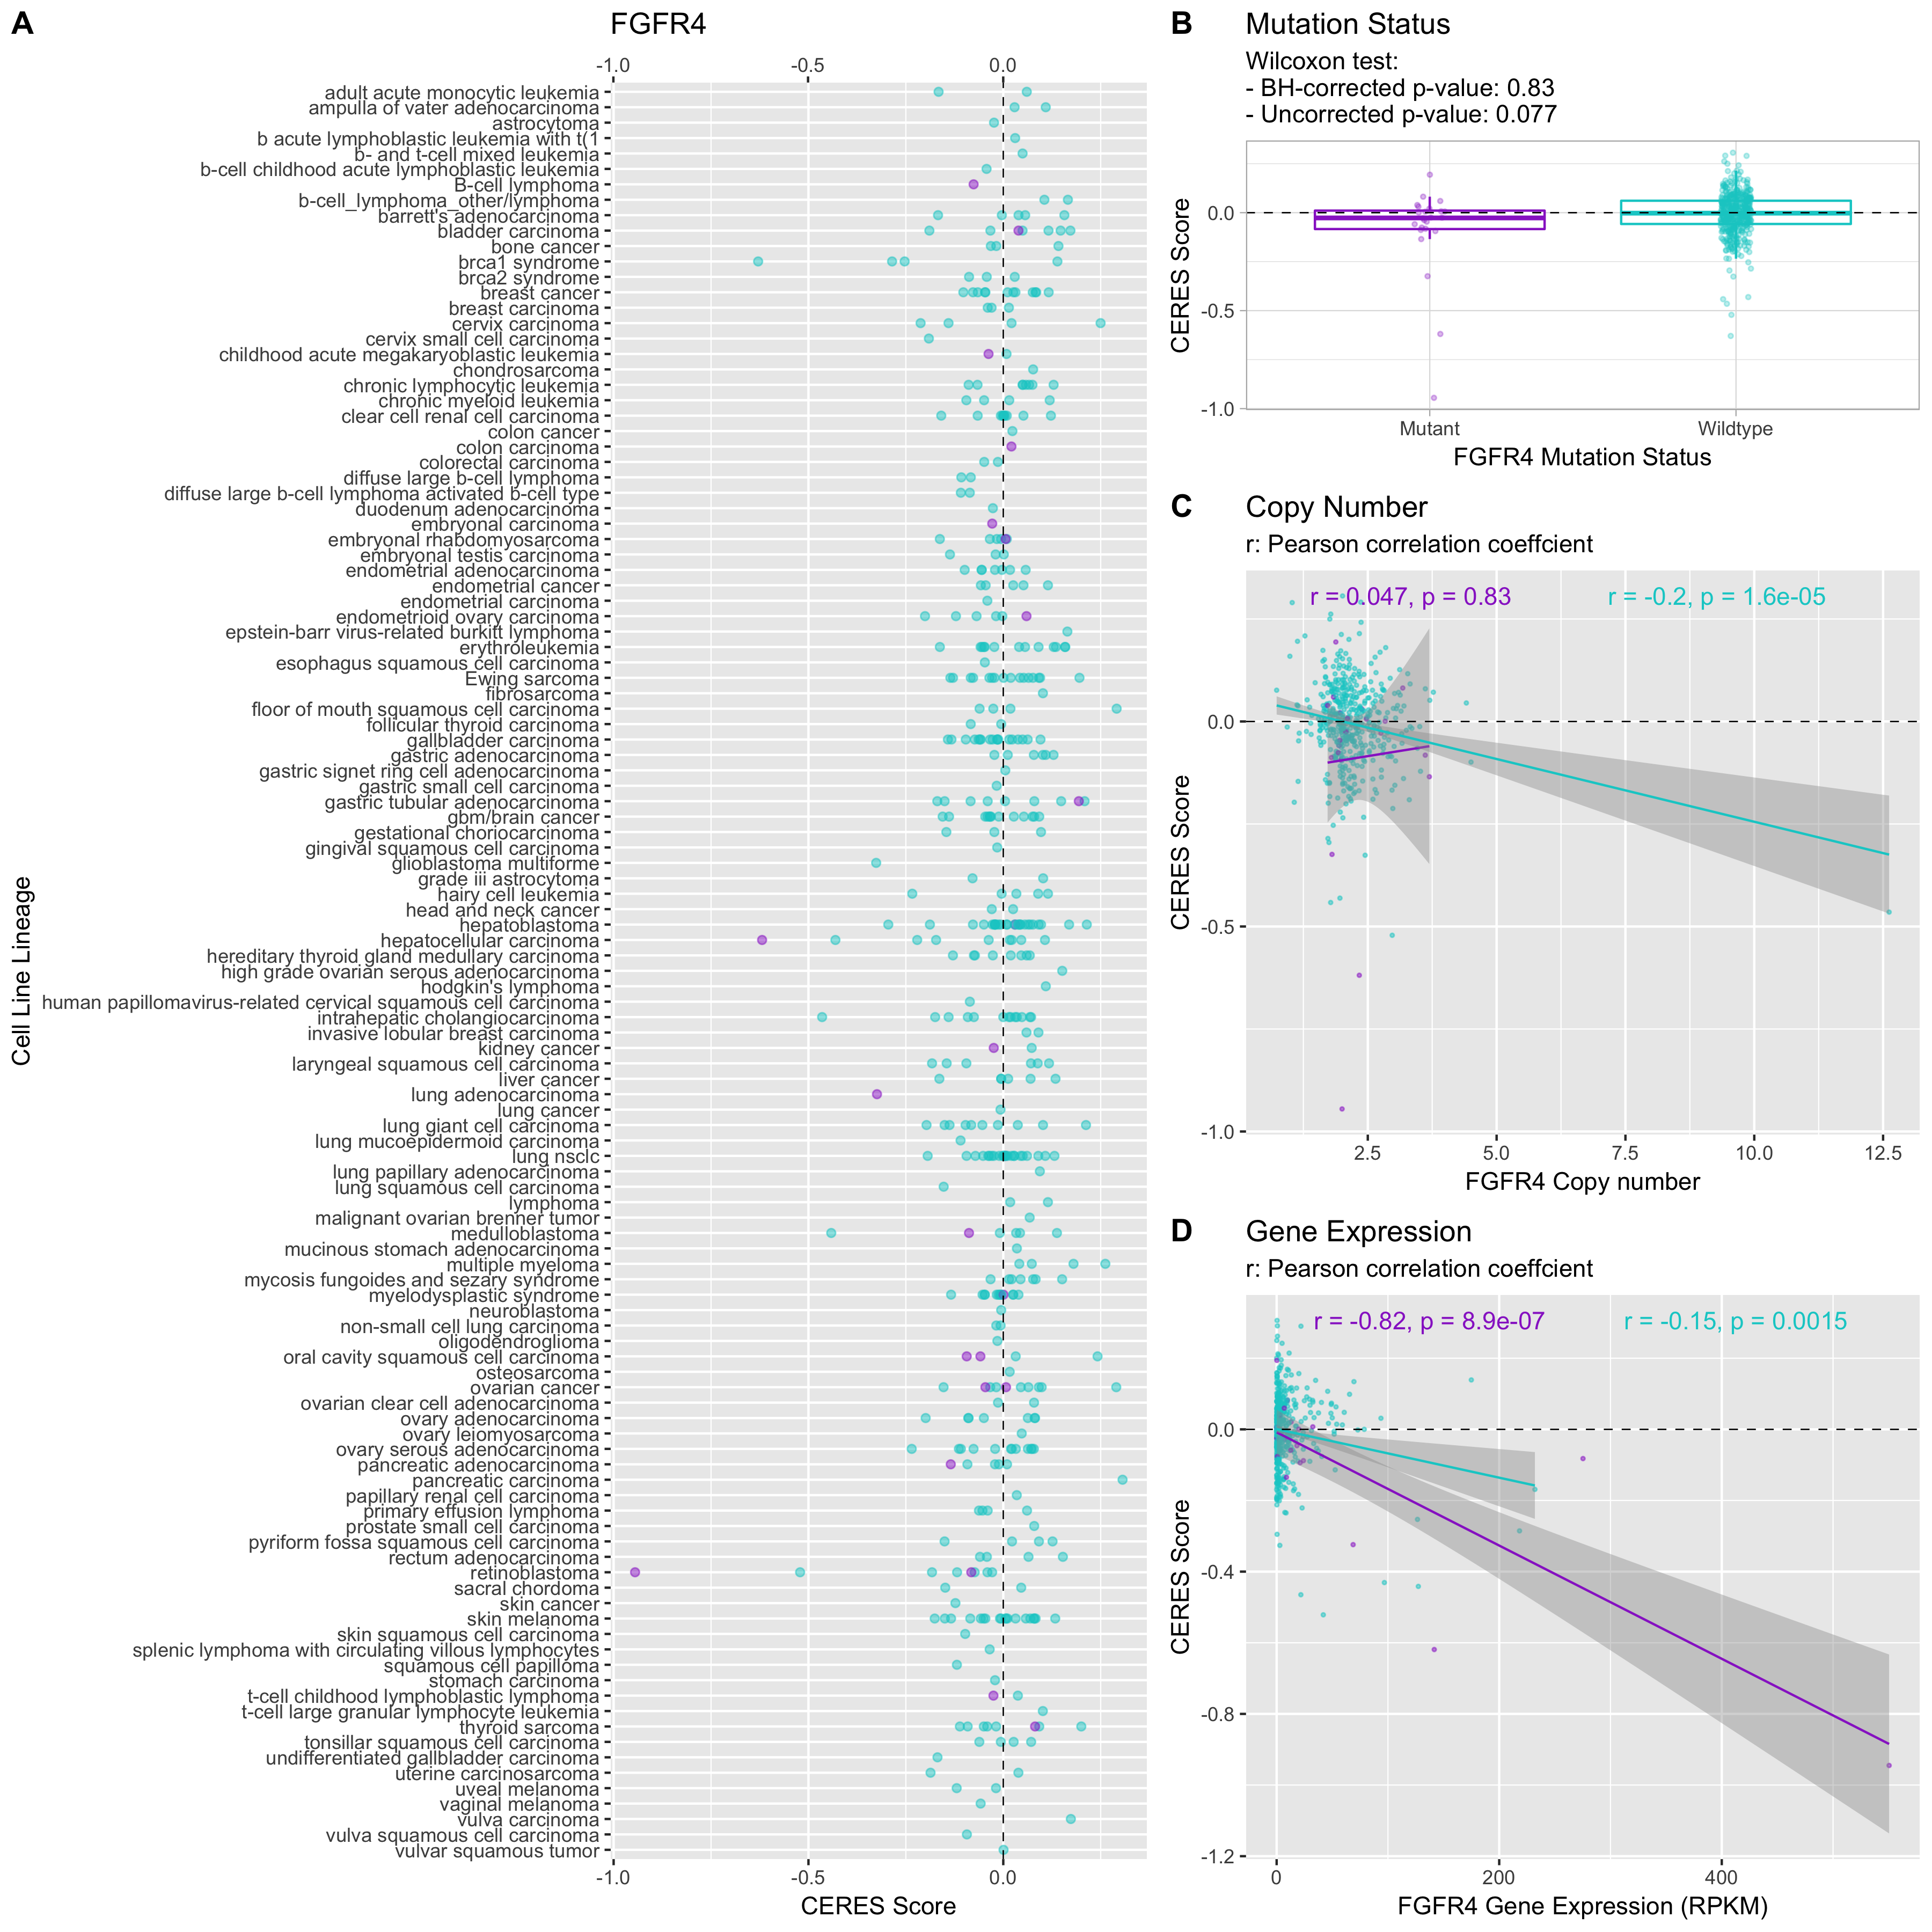 A
FGFR4
-1.0
-0.5
0.0
adult acute monocytic leukemia
ampulla of vater adenocarcinoma
astrocytoma
b acute lymphoblastic leukemia with t(1
b- and t-cell mixed leukemia
b-cell childhood acute lymphoblastic leukemia
B-cell lymphoma
b-cell_lymphoma_other/lymphoma
barrett's adenocarcinoma
bladder carcinoma
bone cancer
brca1 syndrome
brca2 syndrome
breast cancer
breast carcinoma
cervix carcinoma
cervix small cell carcinoma
childhood acute megakaryoblastic leukemia
chondrosarcoma
chronic lymphocytic leukemia
chronic myeloid leukemia
clear cell renal cell carcinoma
colon cancer
colon carcinoma
colorectal carcinoma
diffuse large b-cell lymphoma
diffuse large b-cell lymphoma activated b-cell type
duodenum adenocarcinoma
embryonal carcinoma
embryonal rhabdomyosarcoma
embryonal testis carcinoma
endometrial adenocarcinoma
endometrial cancer
endometrial carcinoma
endometrioid ovary carcinoma
epstein-barr virus-related burkitt lymphoma
erythroleukemia
esophagus squamous cell carcinoma
Ewing sarcoma
fibrosarcoma
floor of mouth squamous cell carcinoma
follicular thyroid carcinoma
gallbladder carcinoma
gastric adenocarcinoma
gastric signet ring cell adenocarcinoma
gastric small cell carcinoma
gastric tubular adenocarcinoma
gbm/brain cancer
gestational choriocarcinoma
gingival squamous cell carcinoma
glioblastoma multiforme
grade iii astrocytoma
hairy cell leukemia
head and neck cancer
hepatoblastoma
hepatocellular carcinoma
hereditary thyroid gland medullary carcinoma
high grade ovarian serous adenocarcinoma
hodgkin's lymphoma
human papillomavirus-related cervical squamous cell carcinoma
intrahepatic cholangiocarcinoma
invasive lobular breast carcinoma
kidney cancer
laryngeal squamous cell carcinoma
liver cancer
lung adenocarcinoma
lung cancer
lung giant cell carcinoma
lung mucoepidermoid carcinoma
lung nsclc
lung papillary adenocarcinoma
lung squamous cell carcinoma
lymphoma
malignant ovarian brenner tumor
medulloblastoma
mucinous stomach adenocarcinoma
multiple myeloma
mycosis fungoides and sezary syndrome
myelodysplastic syndrome
neuroblastoma
non-small cell lung carcinoma
oligodendroglioma
oral cavity squamous cell carcinoma
osteosarcoma
ovarian cancer
ovarian clear cell adenocarcinoma
ovary adenocarcinoma
ovary leiomyosarcoma
ovary serous adenocarcinoma
pancreatic adenocarcinoma
pancreatic carcinoma
papillary renal cell carcinoma
primary effusion lymphoma
prostate small cell carcinoma
pyriform fossa squamous cell carcinoma
rectum adenocarcinoma
retinoblastoma
sacral chordoma
skin cancer
skin melanoma
skin squamous cell carcinoma
splenic lymphoma with circulating villous lymphocytes
squamous cell papilloma
stomach carcinoma
t-cell childhood lymphoblastic lymphoma
t-cell large granular lymphocyte leukemia
thyroid sarcoma
tonsillar squamous cell carcinoma
undifferentiated gallbladder carcinoma
uterine carcinosarcoma
uveal melanoma
vaginal melanoma
vulva carcinoma
vulva squamous cell carcinoma
vulvar squamous tumor
-1.0
-0.5
0.0
CERES Score
Cell Line Lineage
B
Mutation Status
Wilcoxon test:
- BH-corrected p-value: 0.83
- Uncorrected p-value: 0.077
0.0
-0.5
-1.0
CERES Score
Mutant
Wildtype
FGFR4 Mutation Status
C
Copy Number
r: Pearson correlation coeffcient
r = 0.047, p = 0.83
r = -0.2, p = 1.6e-05
0.0
-0.5
-1.0
CERES Score
2.5
5.0
7.5
10.0
12.5
FGFR4 Copy number
D
Gene Expression
r: Pearson correlation coeffcient
r = -0.82, p = 8.9e-07
r = -0.15, p = 0.0015
0.0
-0.4
-0.8
-1.2
CERES Score
0
200
400
FGFR4 Gene Expression (RPKM)